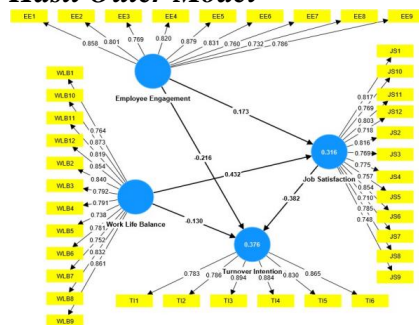 Hasil Outer Model
EE1 EE2 EE3 EE4 EE5 EE6 EE7 EE8 EE9
0.858 0.801 0.769 0.820 0.879 0.831 0.760 0.732 0.786
Employee Engagement
WLB1
WLB10
WLB11
WLB12
WLB2
WLB3
WLB4
WLB5
WLB6
WLB7
WLB8
WLB9
0.764
0.873
0.819
0.854
0.840
0.792
0.791
0.738
0.781
0.752
0.832
0.861
Work Life Balance
0.173
-0.216
0.432
-0.130
-0.382
0.316
Job Satisfaction
JS1
JS10
JS11
JS12
JS2
JS3
JS4
JS5
JS6
JS7
JS8
JS9
0.817
0.769
0.803
0.718
0.816
0.769
0.775
0.757
0.854
0.710
0.785
0.748
0.376
Turnover Intention
0.783 0.786 0.894 0.884 0.830 0.865
TI1 TI2 TI3 TI4 TI5 TI6